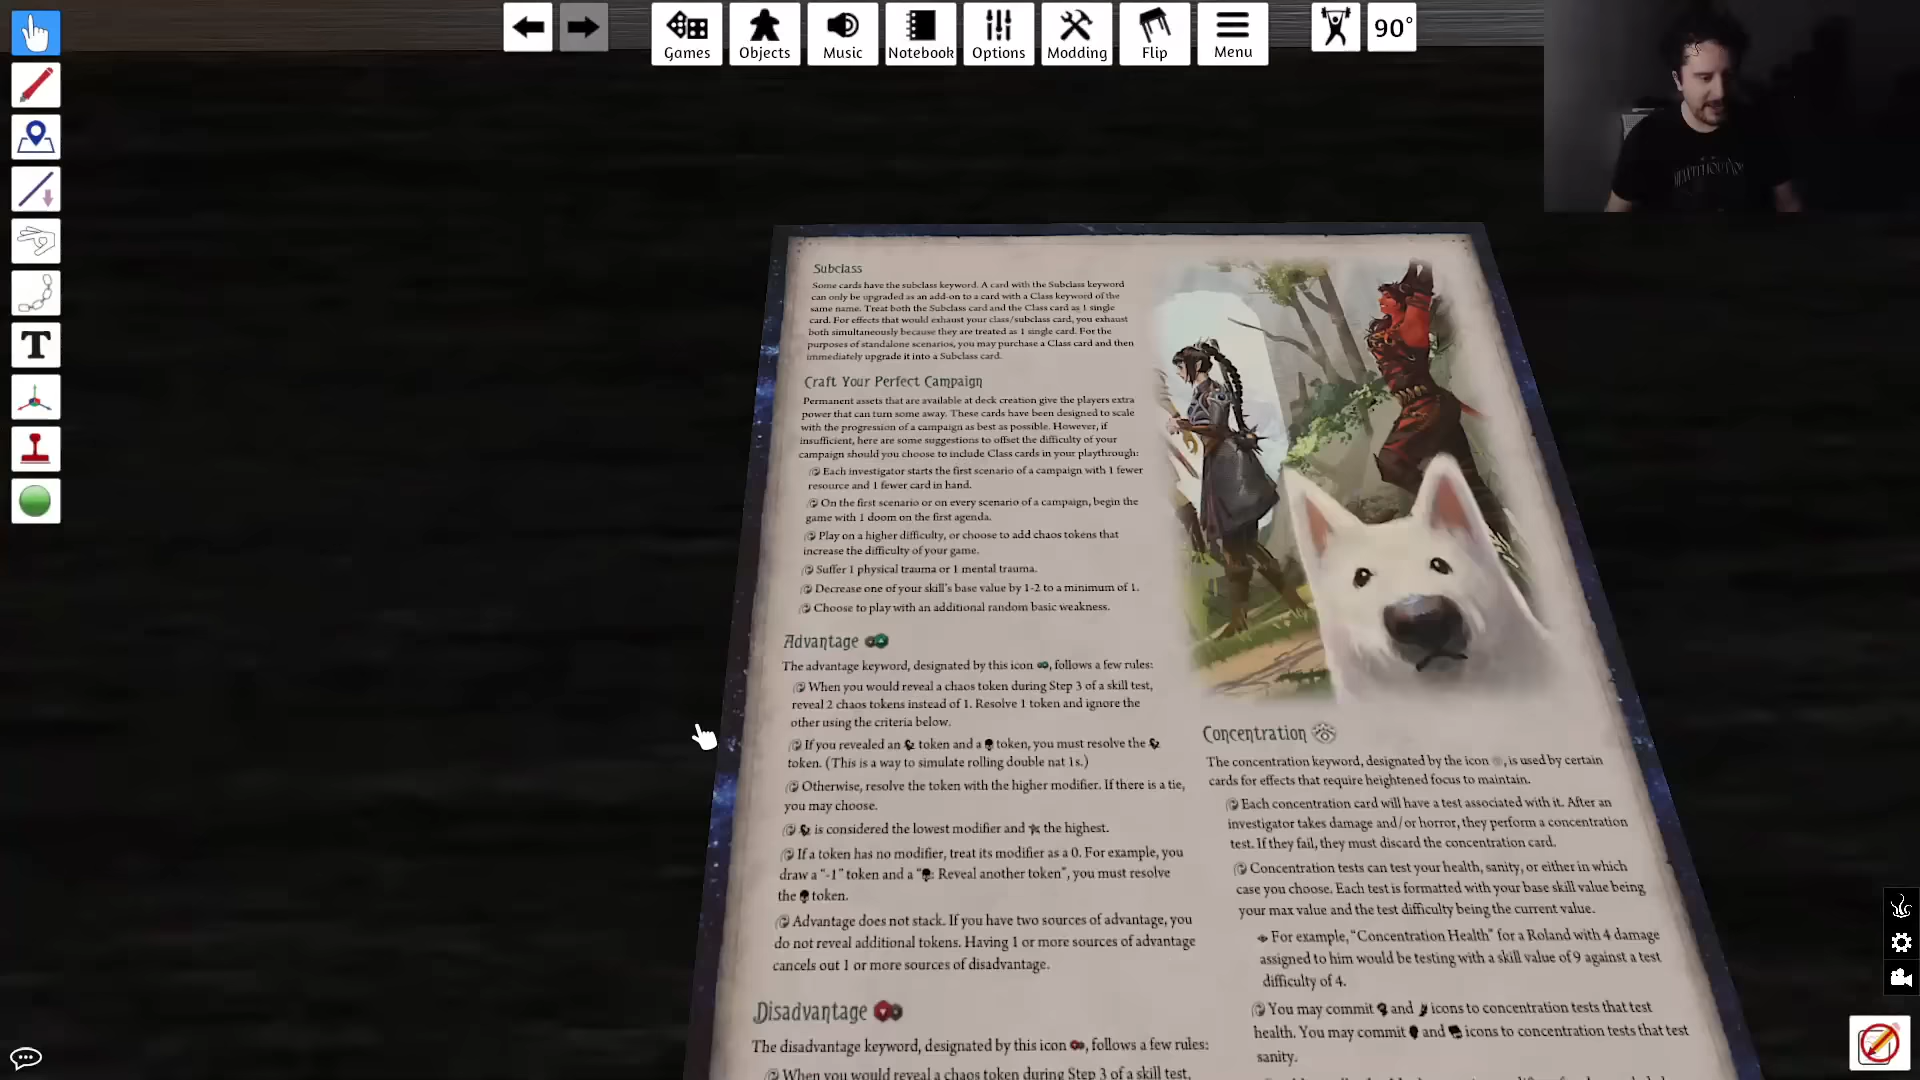 Games
Objects
Music
Notebook
Options
Modding
Flip
Menu
90°
Subclass
Some cards have the subclass keyword. A card with the Subclass keyword
can only be upgraded as an add-on to a card with a Class keyword of the
same name. Treat both the Subclass card and the Class card as 1 single
card. For effects that would exhaust your class/subclass card, you exhaust
both simultaneously because they are treated as 1 single card. For the
purposes of standalone scenarios, you may purchase a Class card and then
immediately upgrade it into a Subclass card.
Craft Your Perfect Campaign
Permanent assets that are available at deck creation give the players extra
power that can turn some away. These cards have been designed to scale
with the progression of a campaign as best as possible. However, if
insufficient, here are some suggestions to offset the difficulty of your
campaign should you choose to include Class cards in your playthrough:
Each investigator starts the first scenario of a campaign with 1 fewer
resource and 1 fewer card in hand.
On the first scenario or on every scenario of a campaign, begin the
game with 1 doom on the first agenda.
Play on a higher difficulty, or choose to add chaos tokens that
increase the difficulty of your game.
Suffer 1 physical trauma or 1 mental trauma.
Decrease one of your skill's base value by 1-2 to a minimum of 1.
Choose to play with an additional random basic weakness.
Advantage
The advantage keyword, designated by this icon , follows a few rules:
When you would reveal a chaos token during Step 3 of a skill test,
reveal 2 chaos tokens instead of 1. Resolve 1 token and ignore the
other using the criteria below.
If you revealed an token and a token, you must resolve the
token. (This is a way to simulate rolling double nat 1s.)
Otherwise, resolve the token with the higher modifier. If there is a tie,
you may choose.
is considered the lowest modifier and the highest.
If a token has no modifier, treat its modifier as a 0. For example, you
draw a "-1" token and a " : Reveal another token", you must resolve
the token.
Advantage does not stack. If you have two sources of advantage, you
do not reveal additional tokens. Having 1 or more sources of advantage
cancels out 1 or more sources of disadvantage.
Disadvantage
The disadvantage keyword, designated by this icon , follows a few rules:
When you would reveal a chaos token during Step 3 of a skill test,
Concentration
The concentration keyword, designated by the icon , is used by certain
cards for effects that require heightened focus to maintain.
Each concentration card will have a test associated with it. After an
investigator takes damage and/or horror, they perform a concentration
test. If they fail, they must discard the concentration card.
Concentration tests can test your health, sanity, or either in which
case you choose. Each test is formatted with your base skill value being
your max value and the test difficulty being the current value.
For example, "Concentration Health" for a Roland with 4 damage
assigned to him would be testing with a skill value of 9 against a test
difficulty of 4.
You may commit and icons to concentration tests that test
health. You may commit and icons to concentration tests that test
sanity.